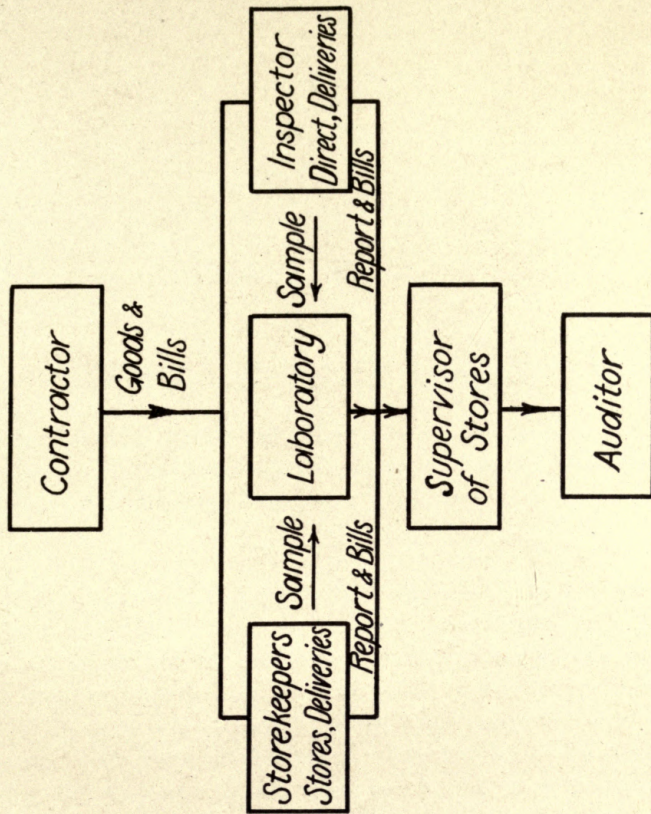 Contractor
Goods &
Bills
Storekeepers
Stores, Deliveries
Sample
Laboratory
Sample
Inspector
Direct, Deliveries
Report & Bills
Report & Bills
Supervisor
of Stores
Auditor